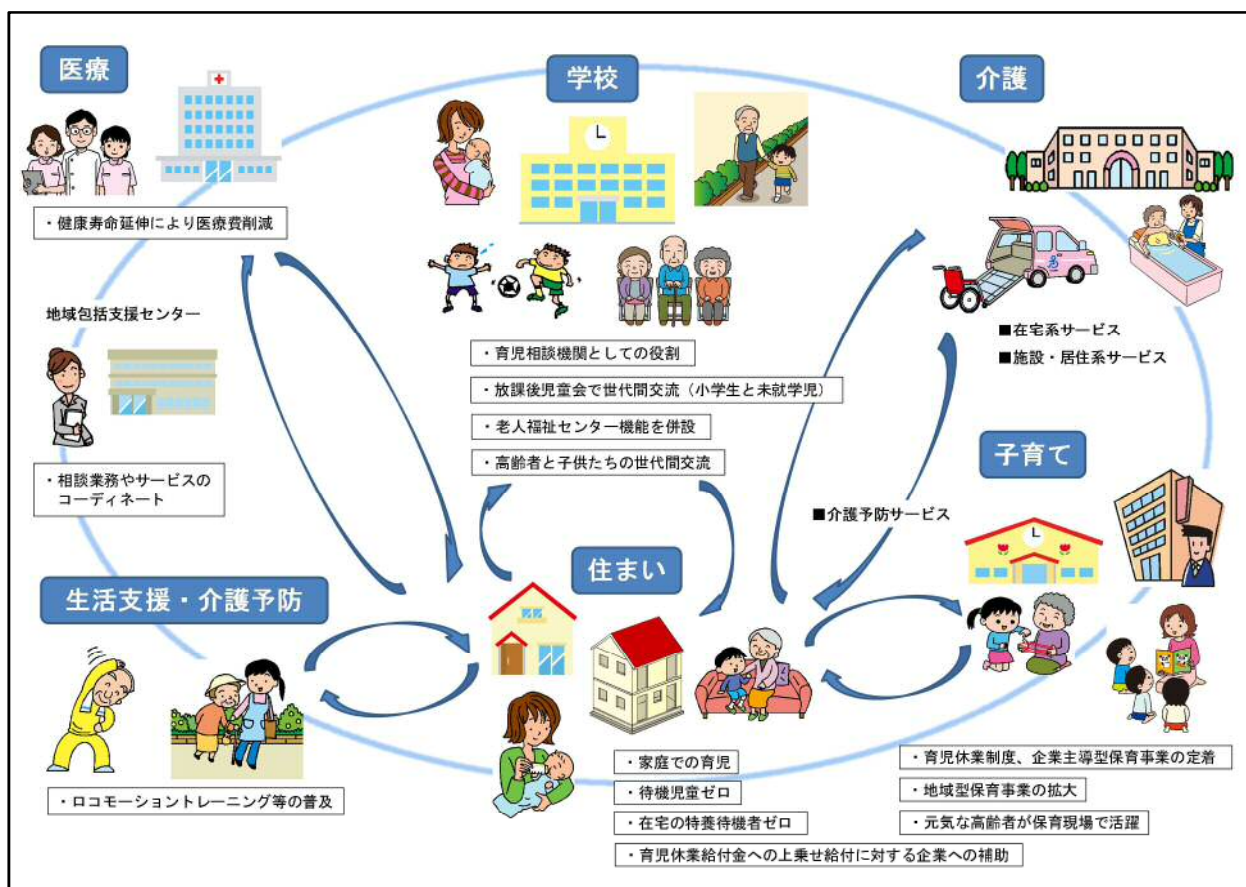 医療
・健康寿命延伸により医療費削減
地域包括支援センター
・相談業務やサービスの
コーディネート
学校
・育児相談機関としての役割
・放課後児童会で世代間交流（小学生と未就学児）
・老人福祉センター機能を併設
・高齢者と子供たちの世代間交流
介護
■在宅系サービス
■施設・居住系サービス
■介護予防サービス
子育て
・育児休業制度、企業主導型保育事業の定着
・地域型保育事業の拡大
・元気な高齢者が保育現場で活躍
生活支援・介護予防
・ロコモーショントレーニング等の普及
住まい
・家庭での育児
・待機児童ゼロ
・在宅の特養待機者ゼロ
・育児休業給付金への上乗せ給付に対する企業への補助